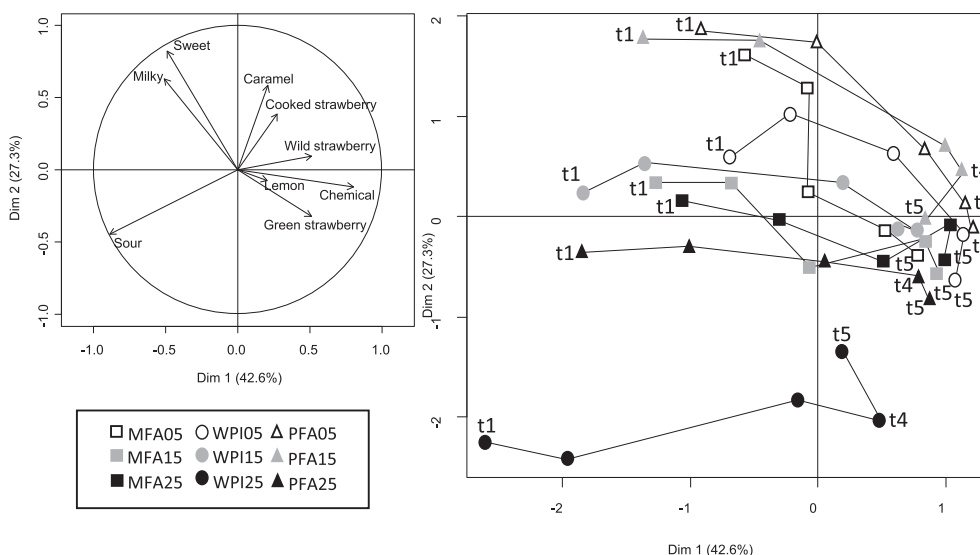 1.0
0.5
0.0
-0.5
-1.0
Dim 2 (27.3%)
Sweet
Milky
Caramel
Cooked strawberry
Wild strawberry
Lemon
Chemical
Green strawberry
Sour
-1.0 -0.5 0.0 0.5 1.0
Dim 1 (42.6%)
MFA05 WPI05 PFA05
MFA15 WPI15 PFA15
MFA25 WPI25 PFA25
2
1
0
-1
-2
Dim 2 (27.3%)
t1
t1
t1
t1
t1
t1
t1
t1
t1
t5
t5
t5
t5
t4
t5
t5
t5
t4
-2 -1 0 1
Dim 1 (42.6%)